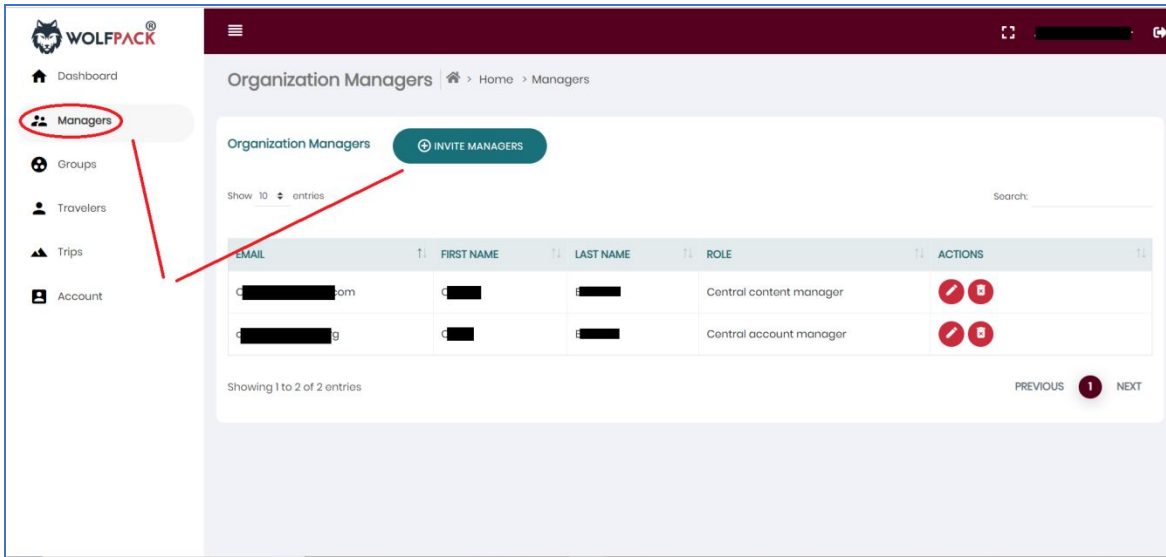 WOLFPACK®
Dashboard
Managers
Groups
Travelers
Trips
Account
Organization Managers > Home > Managers
Organization Managers INVITE MANAGERS
Show 10 entries Search:
EMAIL FIRST NAME LAST NAME ROLE ACTIONS
com Central content manager
g Central account manager
Showing 1 to 2 of 2 entries PREVIOUS 1 NEXT